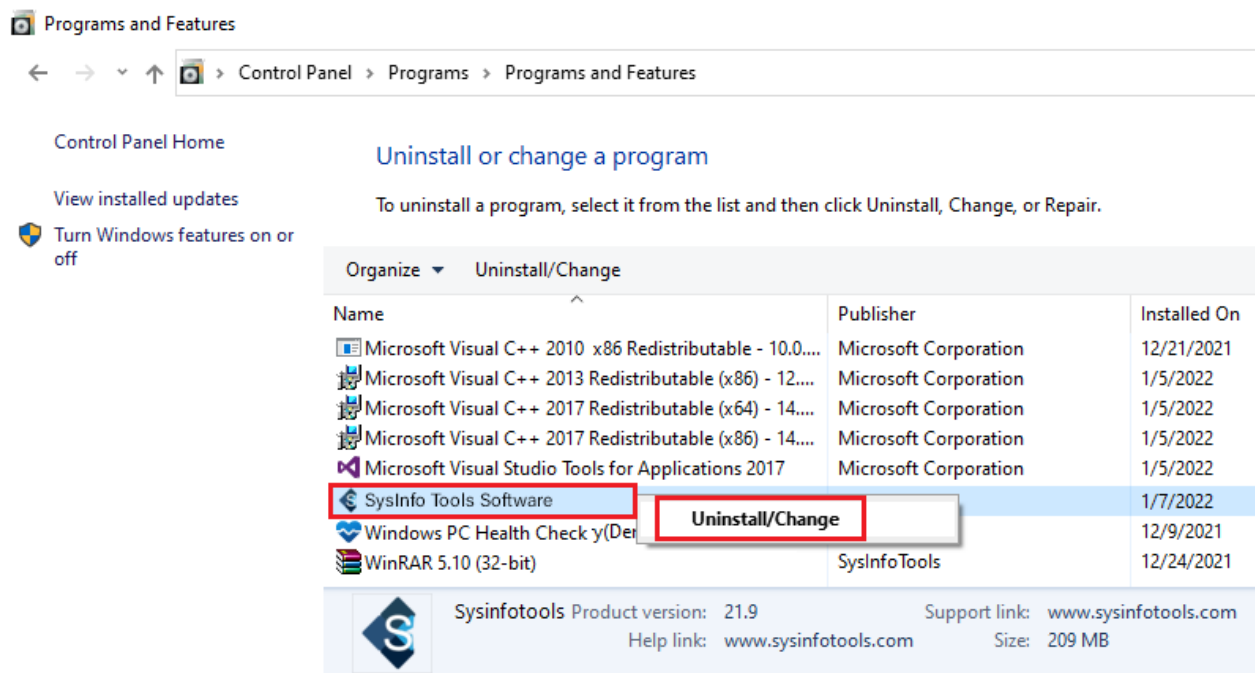 Programs and Features
Control Panel > Programs > Programs and Features
Control Panel Home
Uninstall or change a program
View installed updates
To uninstall a program, select it from the list and then click Uninstall, Change, or Repair.
Turn Windows features on or
off
Organize Uninstall/Change
Name Publisher Installed On
Microsoft Visual C++ 2010 x86 Redistributable - 10.0.... Microsoft Corporation 12/21/2021
Microsoft Visual C++ 2013 Redistributable (x86) - 12.... Microsoft Corporation 1/5/2022
Microsoft Visual C++ 2017 Redistributable (x64) - 14.... Microsoft Corporation 1/5/2022
Microsoft Visual C++ 2017 Redistributable (x86) - 14.... Microsoft Corporation 1/5/2022
Microsoft Visual Studio Tools for Applications 2017 Microsoft Corporation 1/5/2022
SysInfo Tools Software 1/7/2022
Uninstall/Change
Windows PC Health Check y(Der 12/9/2021
WinRAR 5.10 (32-bit) SysInfoTools 12/24/2021
Sysinfotools Product version: 21.9 Support link: www.sysinfotools.com
Help link: www.sysinfotools.com Size: 209 MB